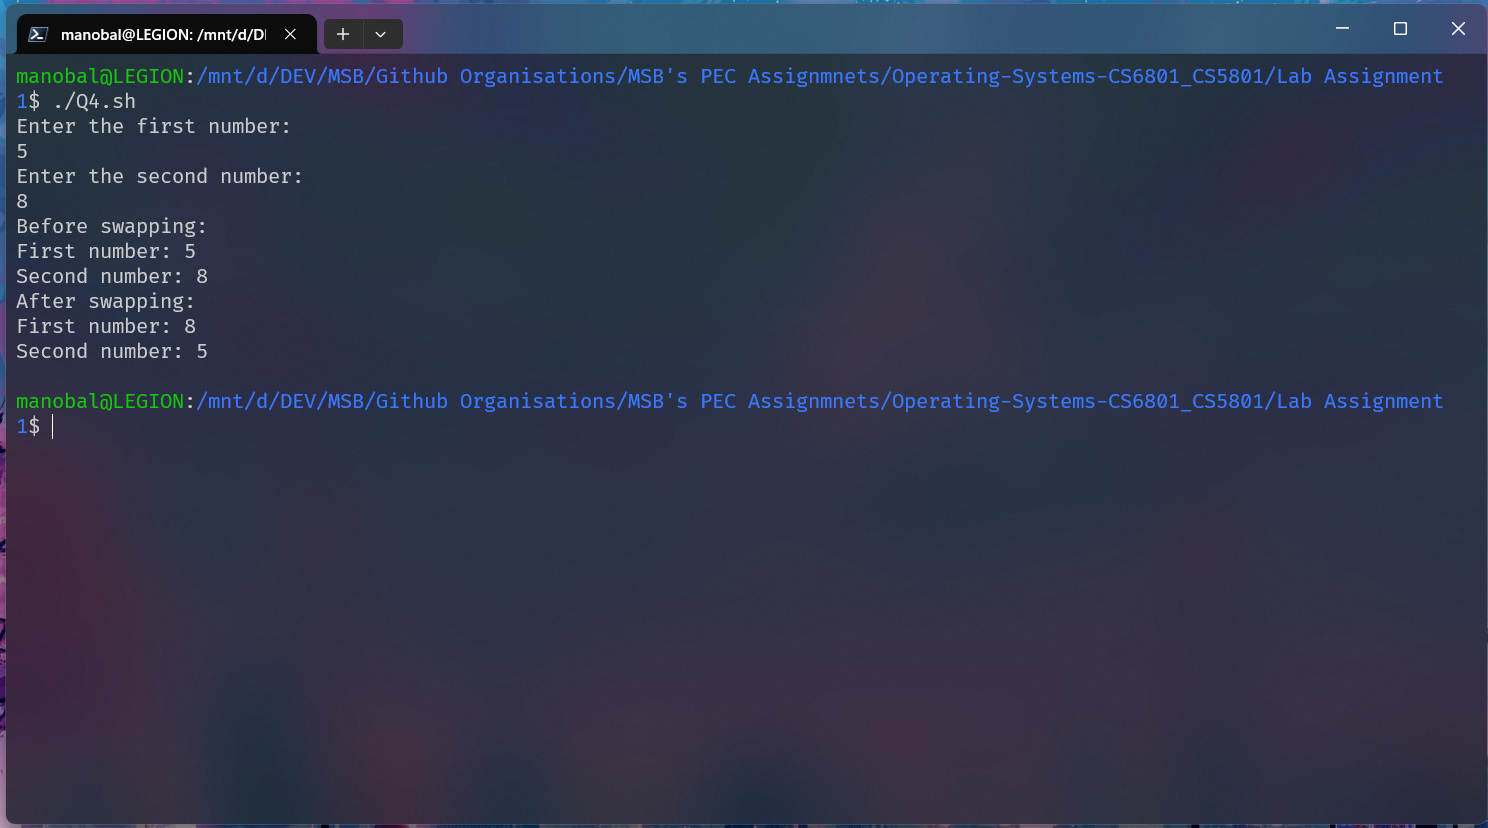 manobal@LEGION: /mnt/d/D
manobal@LEGION:/mnt/d/DEV/MSB/Github Organisations/MSB's PEC Assignmnets/Operating-Systems-CS6801_CS5801/Lab Assignment
1$ ./Q4.sh
Enter the first number:
5
Enter the second number:
8
Before swapping:
First number: 5
Second number: 8
After swapping:
First number: 8
Second number: 5
manobal@LEGION:/mnt/d/DEV/MSB/Github Organisations/MSB's PEC Assignmnets/Operating-Systems-CS6801_CS5801/Lab Assignment
1$